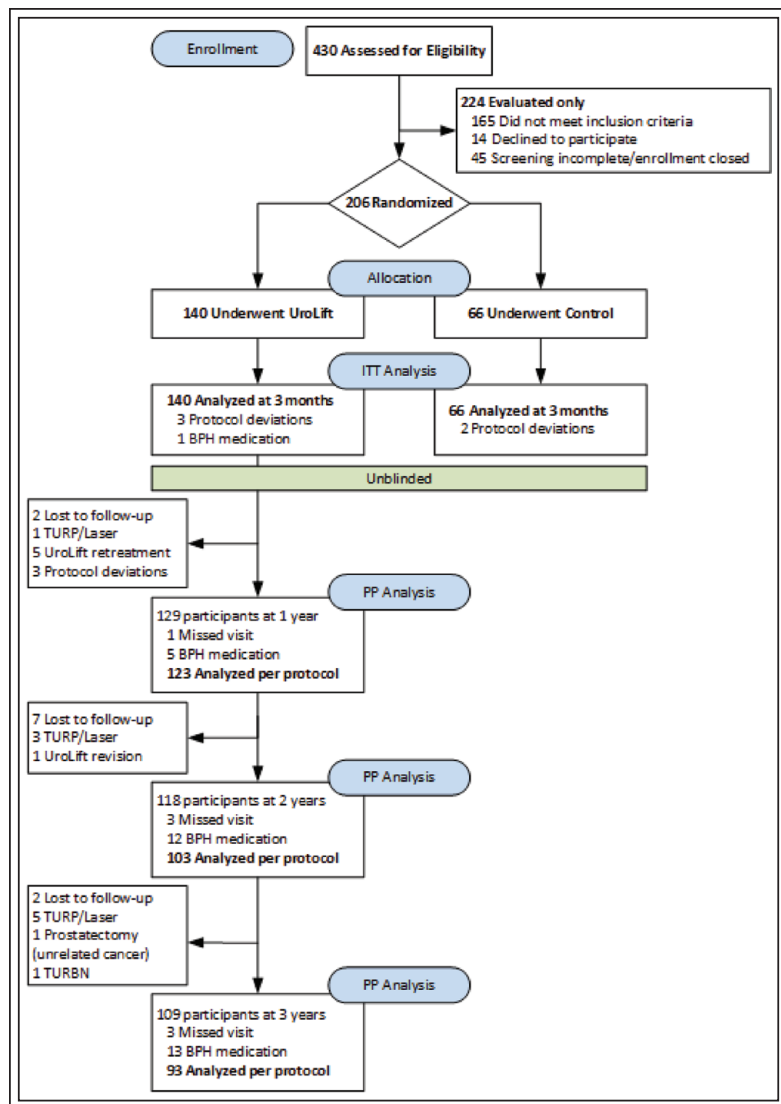 Enrollment
430 Assessed for Eligibility
224 Evaluated only
165 Did not meet inclusion criteria
14 Declined to participate
45 Screening incomplete/enrollment closed
206 Randomized
Allocation
140 Underwent UroLift
66 Underwent Control
ITT Analysis
140 Analyzed at 3 months
3 Protocol deviations
1 BPH medication
66 Analyzed at 3 months
2 Protocol deviations
Unblinded
2 Lost to follow-up
1 TURP/Laser
5 UroLift retreatment
3 Protocol deviations
PP Analysis
129 participants at 1 year
1 Missed visit
5 BPH medication
123 Analyzed per protocol
7 Lost to follow-up
3 TURP/Laser
1 UroLift revision
PP Analysis
118 participants at 2 years
3 Missed visit
12 BPH medication
103 Analyzed per protocol
2 Lost to follow-up
5 TURP/Laser
1 Prostatectomy
(unrelated cancer)
1 TURBN
PP Analysis
109 participants at 3 years
3 Missed visit
13 BPH medication
93 Analyzed per protocol